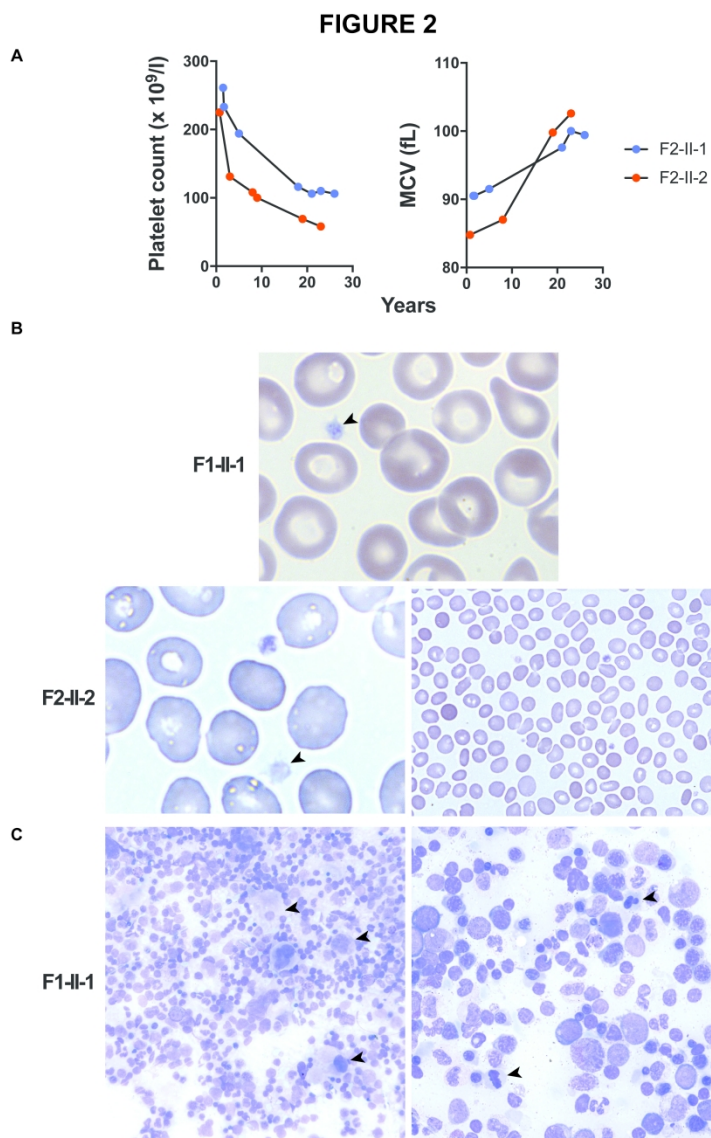 FIGURE 2
A
Platelet count (x 10⁹/l)
300
200
100
0
0 10 20 30
MCV (fL)
110
100
90
80
0 10 20 30
Years
F2-II-1
F2-II-2
B
F1-II-1
F2-II-2
C
F1-II-1